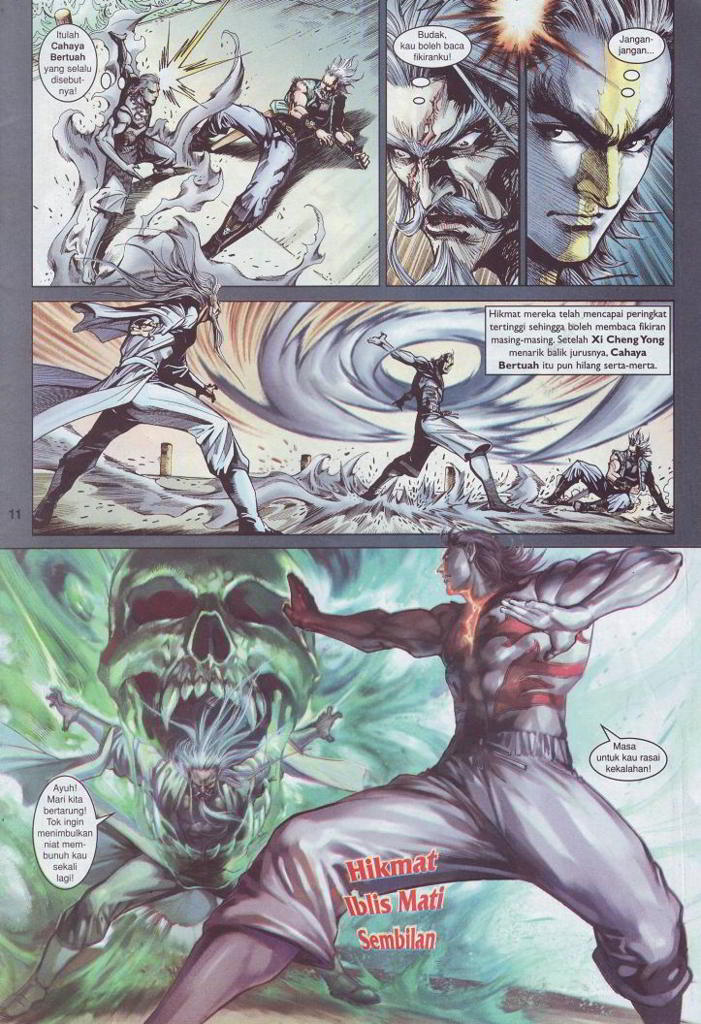 Itulah
Cahaya
Bertuah
yang selalu
disebut-
nya!
Budak,
kau boleh baca
fikiranku!
Jangan-
jangan...
Hikmat mereka telah mencapai peringkat
tertinggi sehingga boleh membaca fikiran
masing-masing. Setelah Xi Cheng Yong
menarik balik jurusnya, Cahaya
Bertuah itu pun hilang serta-merta.
11
Masa
untuk kau rasai
kekalahan!
Ayuh!
Mari kita
bertarung!
Tok ingin
menimbulkan
niat mem-
bunuh kau
sekali
lagi!
Hikmat
Iblis Mati
Sembilan